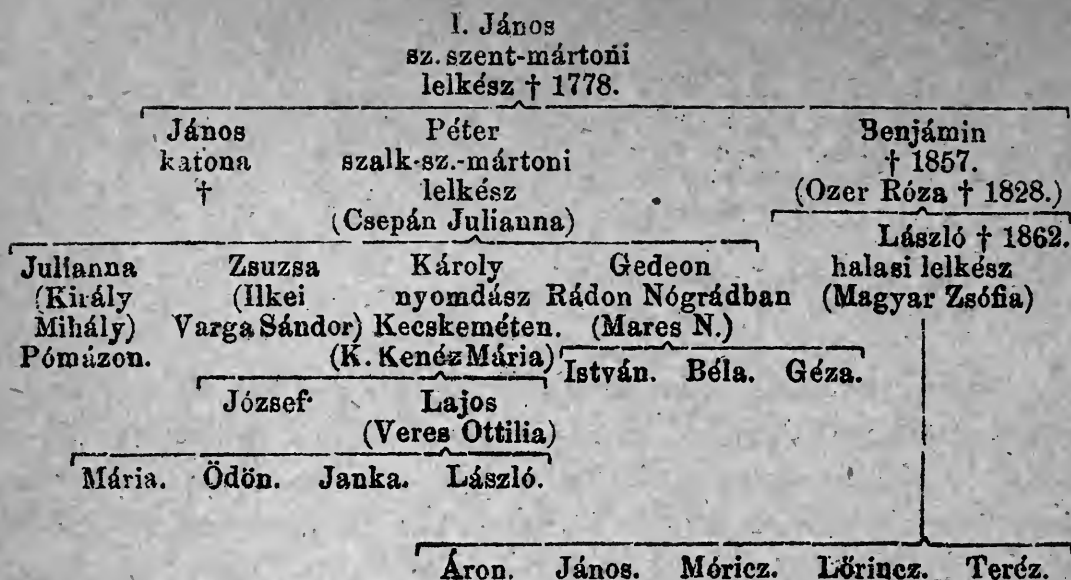 I. János
sz. szent-mártoni
lelkész † 1778.
János Péter Benjámin
katona szalk-sz.-mártoni † 1857.
† lelkész (Ozer Róza † 1828.)
(Csepán Julianna) László † 1862.
Julianna Zsuzsa Károly Gedeon halasi lelkész
(Király (Ilkei nyomdász Rádon Nógrádban (Magyar Zsófia)
Mihály) Varga Sándor) Kecskeméten. (Mares N.)
Pómázon. (K. Kenéz Mária) István. Béla. Géza.
József Lajos
(Veres Ottilia)
Mária. Ödön. Janka. László.
Áron. János. Móricz. Lőrincz. Teréz.